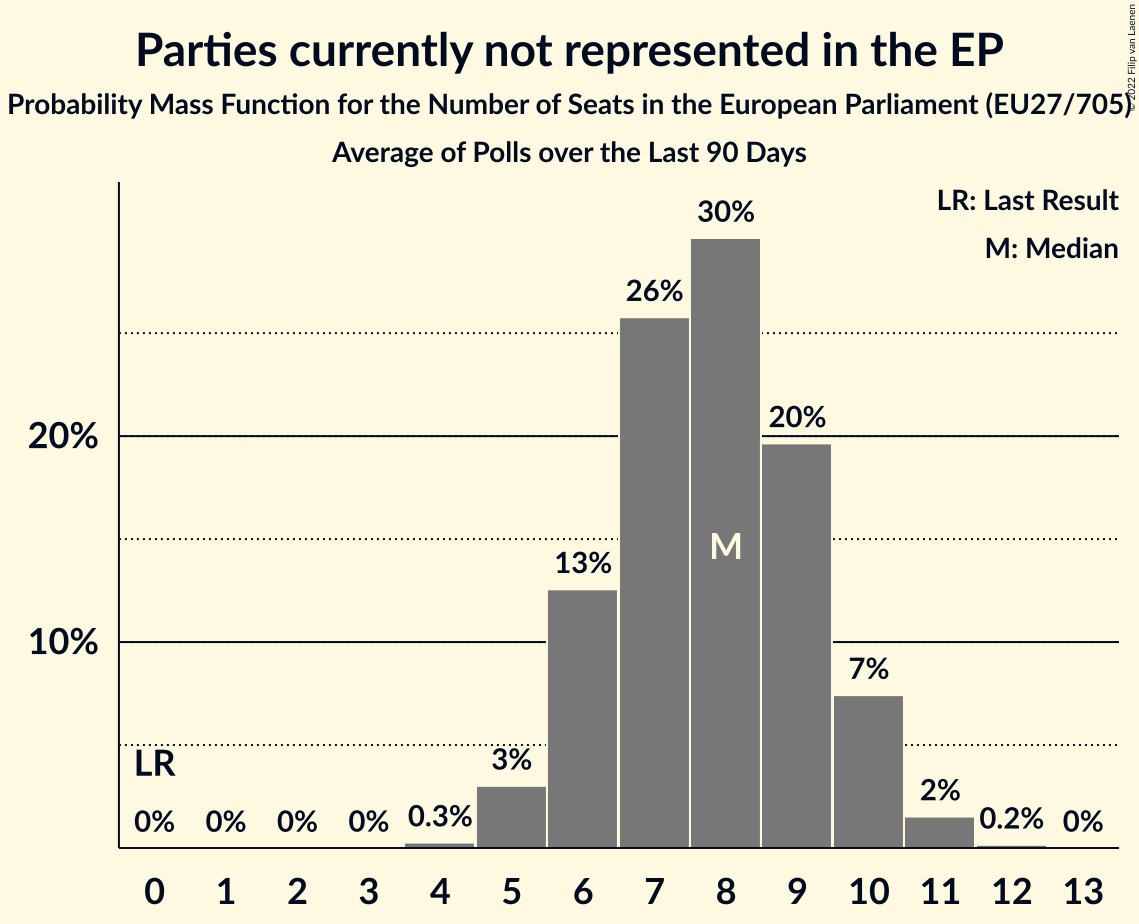 Parties currently not represented in the EP
Probability Mass Function for the Number of Seats in the European Parliament (EU27/705)
Average of Polls over the Last 90 Days
© 2022 Filip van Laenen
LR: Last Result
M: Median
30%
26%
20%
20%
M
13%
10%
7%
LR
3%
2%
0%
0%
0%
0%
0.3%
0.2%
0%
0 1 2 3 4 5 6 7 8 9 10 11 12 13